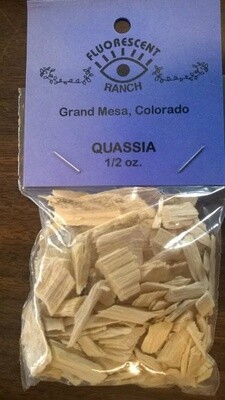 FLUORESCENT
RANCH
Grand Mesa, Colorado
QUASSIA
1/2 oz.